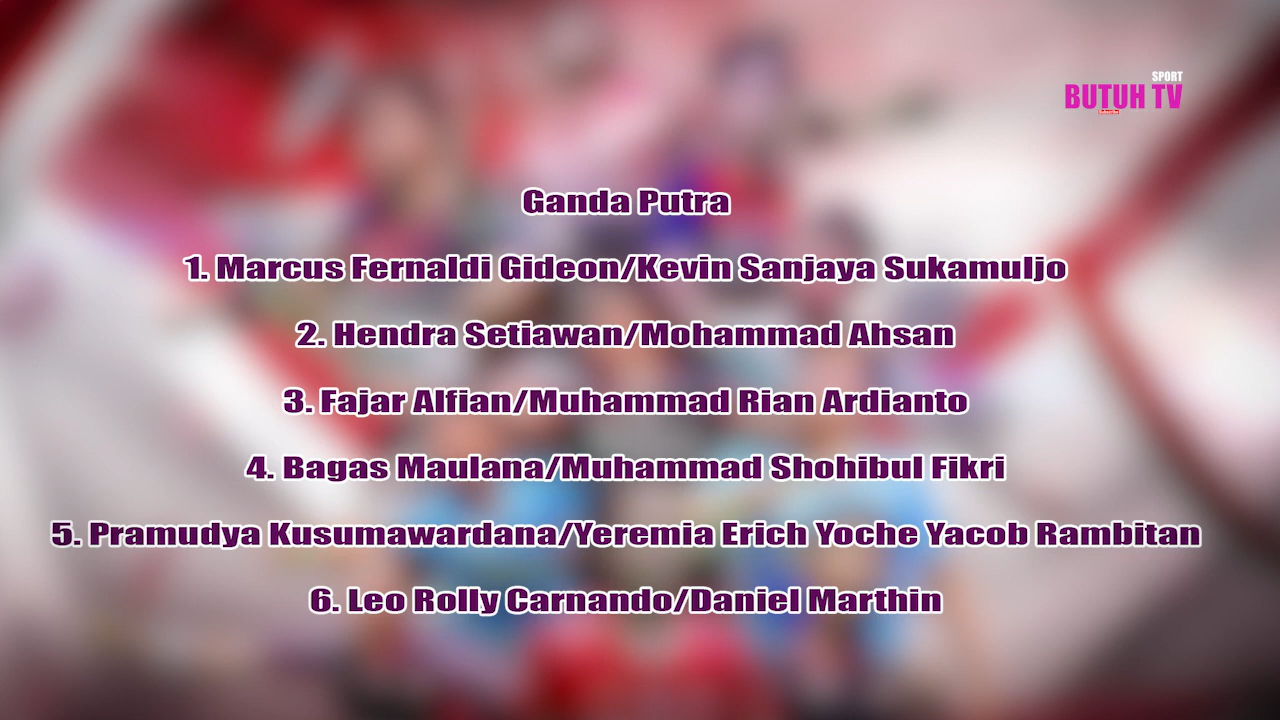 SPORT
BUTUH TV
Subscribe
Ganda Putra
1. Marcus Fernaldi Gideon/Kevin Sanjaya Sukamuljo
2. Hendra Setiawan/Mohammad Ahsan
3. Fajar Alfian/Muhammad Rian Ardianto
4. Bagas Maulana/Muhammad Shohibul Fikri
5. Pramudya Kusumawardana/Yeremia Erich Yoche Yacob Rambitan
6. Leo Rolly Carnando/Daniel Marthin